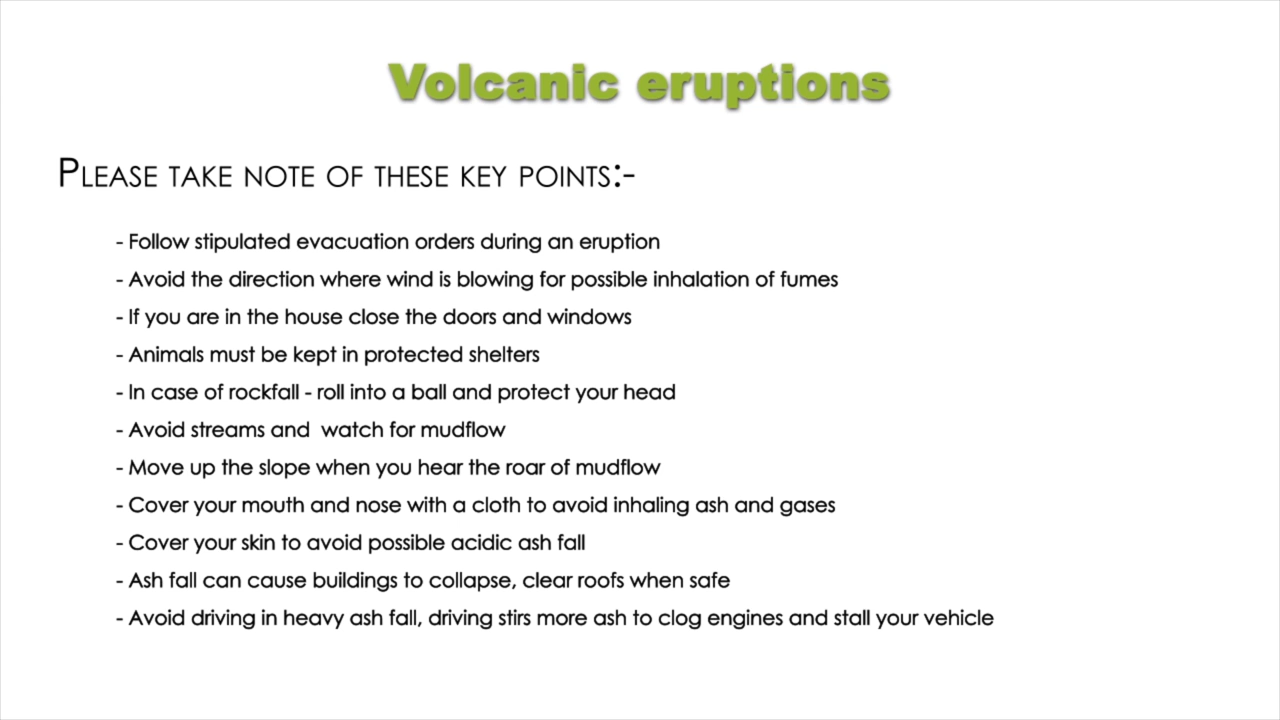 Volcanic eruptions
Please take note of these key points:-
- Follow stipulated evacuation orders during an eruption
- Avoid the direction where wind is blowing for possible inhalation of fumes
- If you are in the house close the doors and windows
- Animals must be kept in protected shelters
- In case of rockfall - roll into a ball and protect your head
- Avoid streams and  watch for mudflow
- Move up the slope when you hear the roar of mudflow
- Cover your mouth and nose with a cloth to avoid inhaling ash and gases
- Cover your skin to avoid possible acidic ash fall
- Ash fall can cause buildings to collapse, clear roofs when safe
- Avoid driving in heavy ash fall, driving stirs more ash to clog engines and stall your vehicle